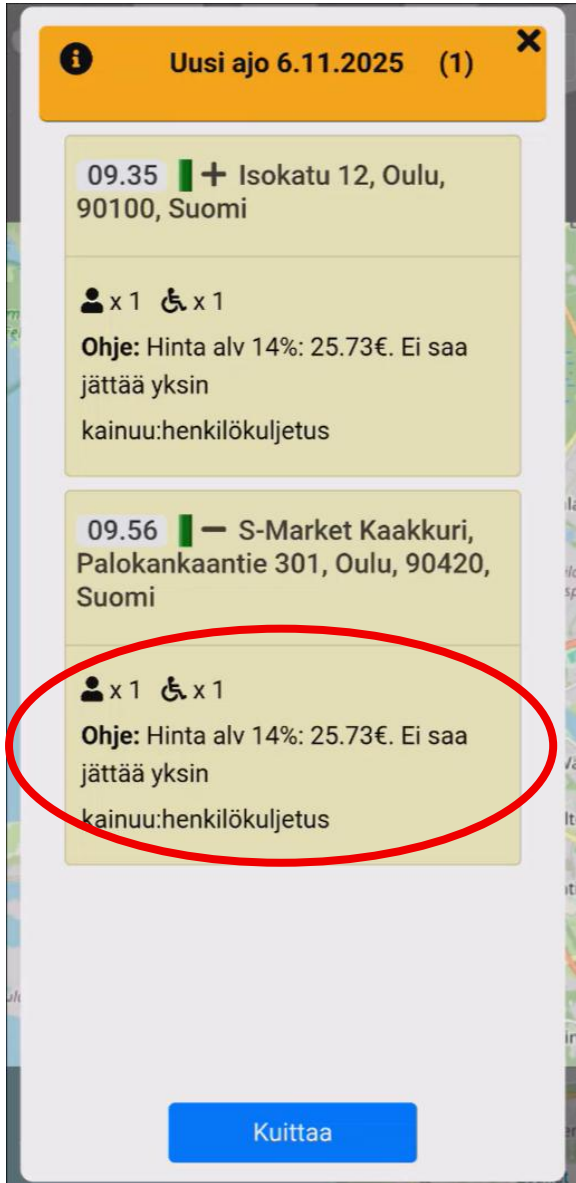 Uusi ajo 6.11.2025 (1)
09.35 + Isokatu 12, Oulu,
90100, Suomi
x 1 x 1
Ohje: Hinta alv 14%: 25.73€. Ei saa
jättää yksin
kainuu:henkilökuljetus
09.56 − S-Market Kaakkuri,
Palokankaantie 301, Oulu, 90420,
Suomi
x 1 x 1
Ohje: Hinta alv 14%: 25.73€. Ei saa
jättää yksin
kainuu:henkilökuljetus
Kuittaa